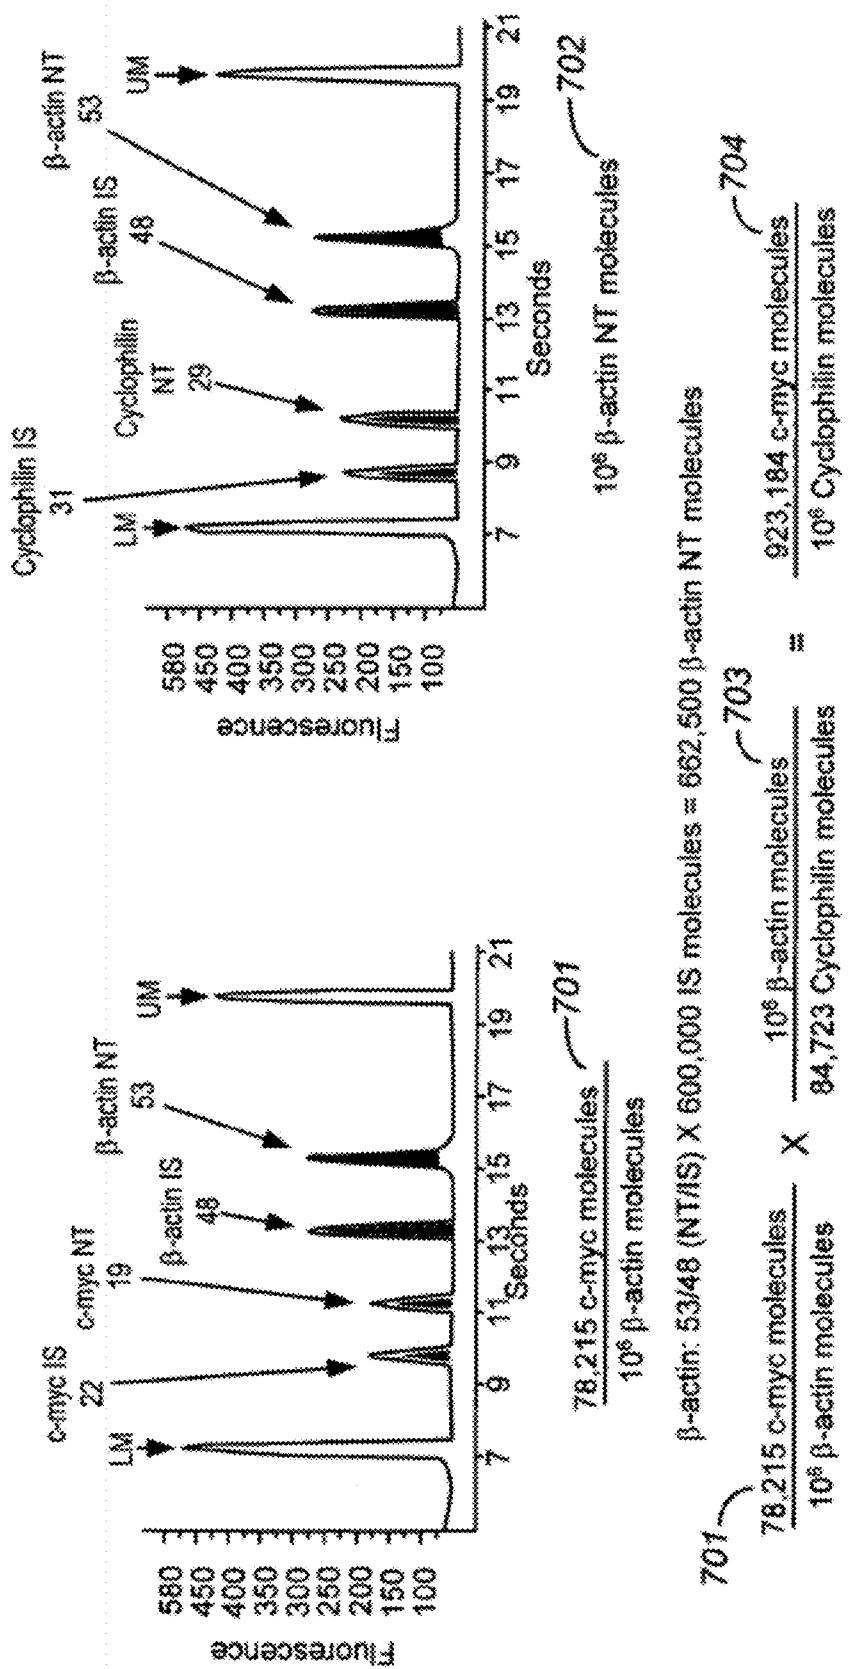 c-myc IS
22
c-myc NT
19
β-actin IS
48
β-actin NT
53
LM
UM
Fluorescence
580
450
400
350
300
250
200
150
100
7
9
11
13
15
17
19
21
Seconds
78,215 c-myc molecules
10⁶ β-actin molecules
701
Cyclophilin IS
31
Cyclophilin
NT
29
β-actin IS
48
β-actin NT
53
LM
UM
Fluorescence
580
450
400
350
300
250
200
150
100
7
9
11
13
15
17
19
21
Seconds
10⁶ β-actin NT molecules
702
β-actin: 53/48 (NT/IS) X 600,000 IS molecules = 662,500 β-actin NT molecules
701
78,215 c-myc molecules
10⁶ β-actin molecules
X
703
10⁶ β-actin molecules
84,723 Cyclophilin molecules
=
704
923,184 c-myc molecules
10⁶ Cyclophilin molecules